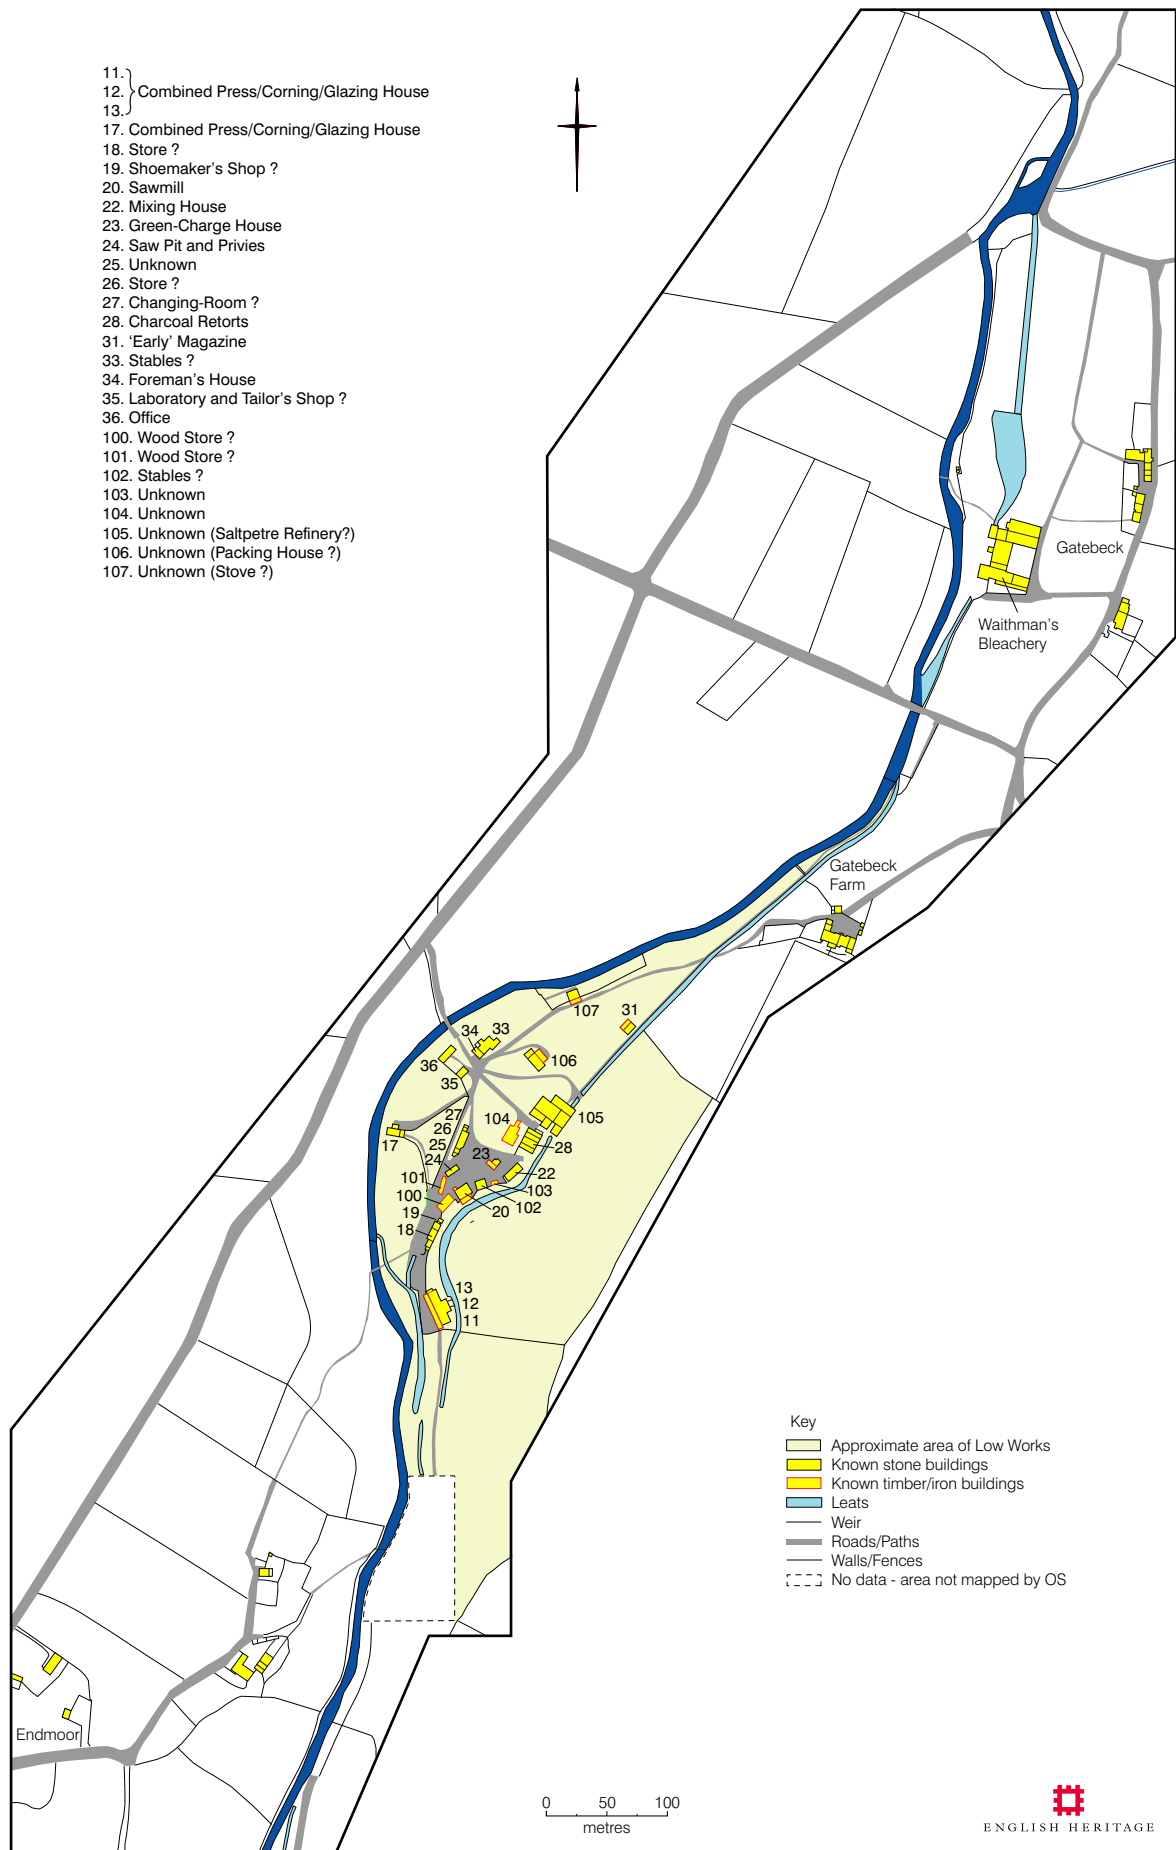 11.
12. Combined Press/Corning/Glazing House
13.
17. Combined Press/Corning/Glazing House
18. Store ?
19. Shoemaker's Shop ?
20. Sawmill
22. Mixing House
23. Green-Charge House
24. Saw Pit and Privies
25. Unknown
26. Store ?
27. Changing-Room ?
28. Charcoal Retorts
31. ‘Early’ Magazine
33. Stables ?
34. Foreman's House
35. Laboratory and Tailor's Shop ?
36. Office
100. Wood Store ?
101. Wood Store ?
102. Stables ?
103. Unknown
104. Unknown
105. Unknown (Saltpetre Refinery?)
106. Unknown (Packing House ?)
107. Unknown (Stove ?)
Gatebeck
Waithman's
Bleachery
Gatebeck
Farm
107
31
34
33
36
106
35
27
104
105
26
17
25
28
24
23
22
101
103
100
102
20
19
18
13
12
11
Key
Approximate area of Low Works
Known stone buildings
Known timber/iron buildings
Leats
Weir
Roads/Paths
Walls/Fences
No data - area not mapped by OS
Endmoor
0 50 100
metres
ENGLISH HERITAGE